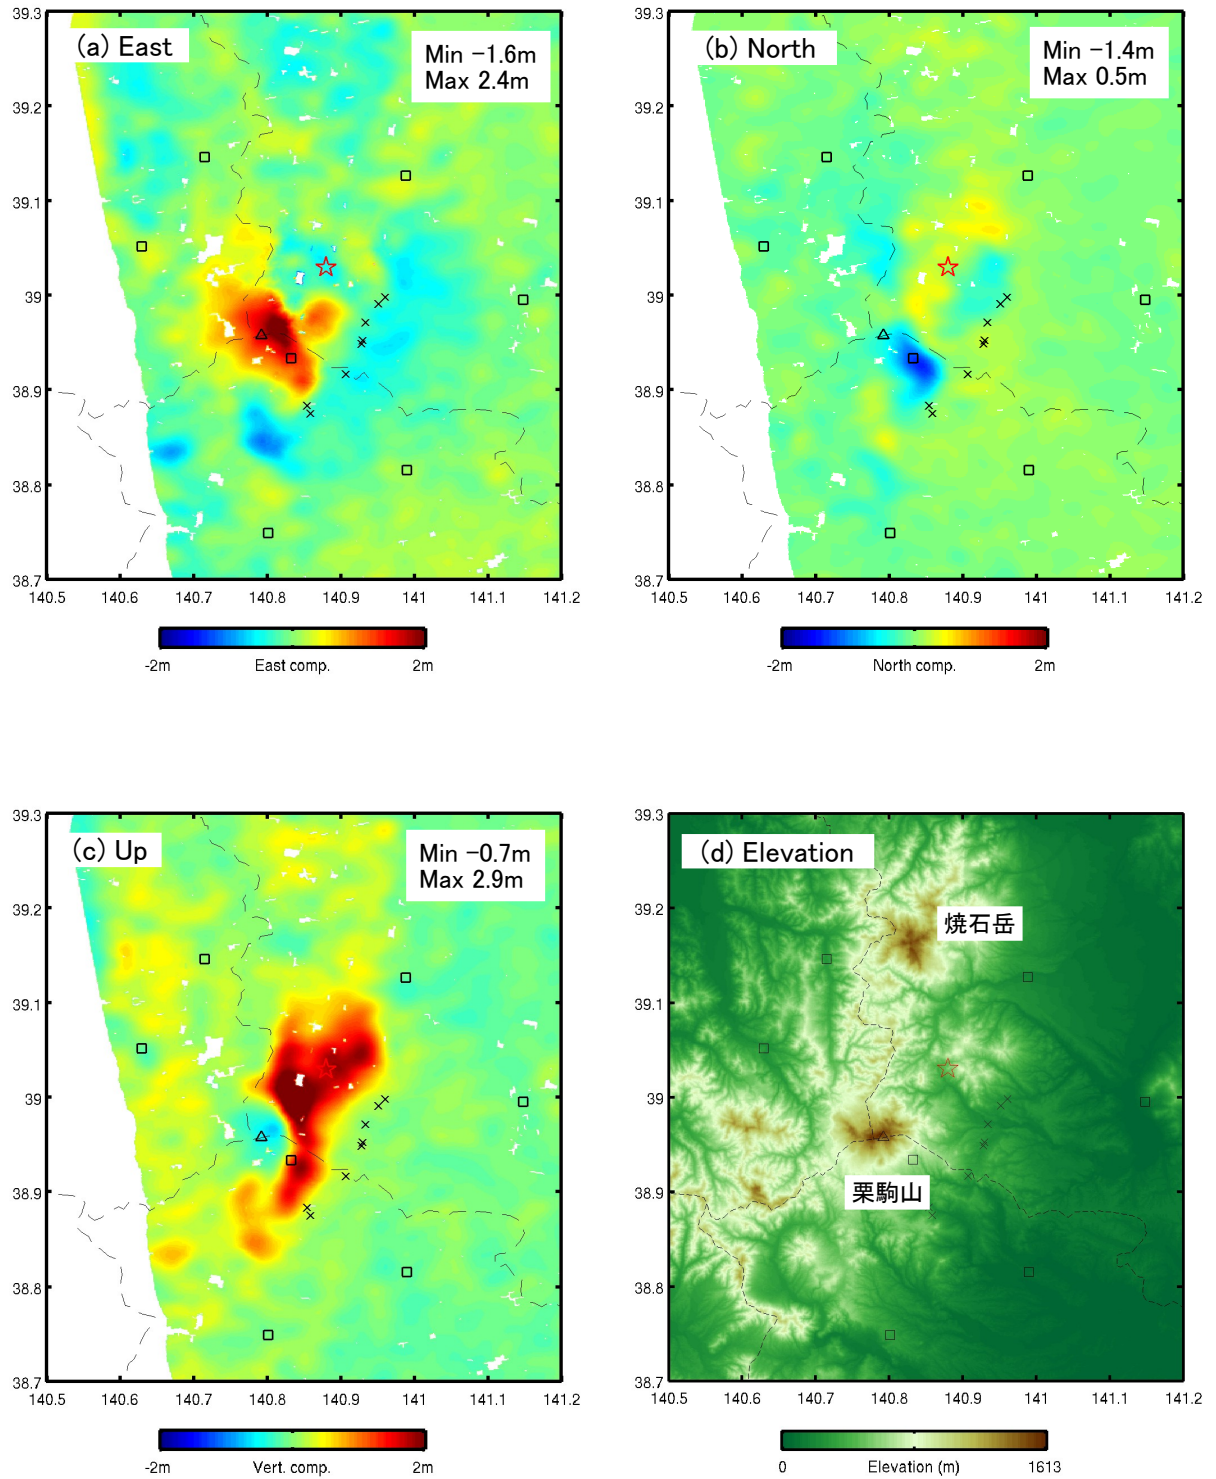 (a) East
Min −1.6m
Max 2.4m
39.3
39.2
39.1
39
38.9
38.8
38.7
140.5 140.6 140.7 140.8 140.9 141 141.1 141.2
-2m East comp. 2m
(b) North
Min −1.4m
Max 0.5m
39.3
39.2
39.1
39
38.9
38.8
38.7
140.5 140.6 140.7 140.8 140.9 141 141.1 141.2
-2m North comp. 2m
(c) Up
Min −0.7m
Max 2.9m
39.3
39.2
39.1
39
38.9
38.8
38.7
140.5 140.6 140.7 140.8 140.9 141 141.1 141.2
-2m Vert. comp. 2m
(d) Elevation
焼石岳
栗駒山
39.3
39.2
39.1
39
38.9
38.8
38.7
140.5 140.6 140.7 140.8 140.9 141 141.1 141.2
0 Elevation (m) 1613